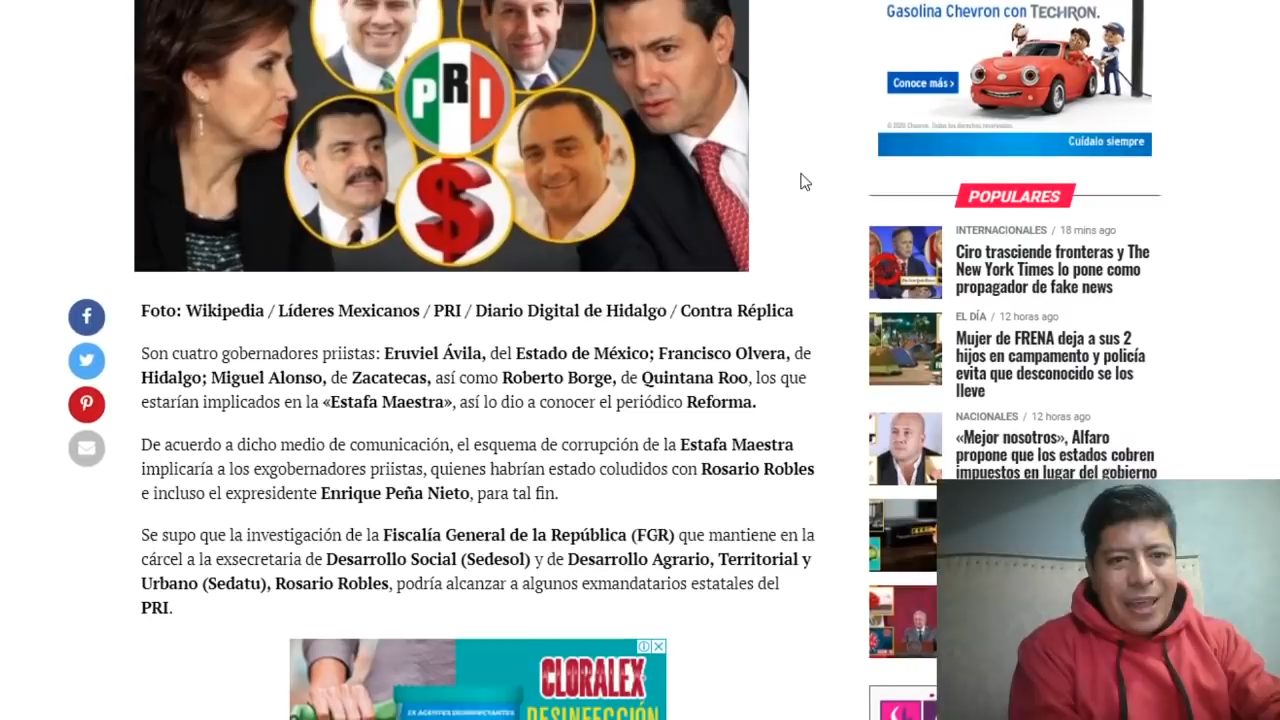 PRI
$
Foto: Wikipedia / Líderes Mexicanos / PRI / Diario Digital de Hidalgo / Contra Réplica
Son cuatro gobernadores priistas: Eruviel Ávila, del Estado de México; Francisco Olvera, de
Hidalgo; Miguel Alonso, de Zacatecas, así como Roberto Borge, de Quintana Roo, los que
estarían implicados en la «Estafa Maestra», así lo dio a conocer el periódico Reforma.
De acuerdo a dicho medio de comunicación, el esquema de corrupción de la Estafa Maestra
implicaría a los exgobernadores priistas, quienes habrían estado coludidos con Rosario Robles
e incluso el expresidente Enrique Peña Nieto, para tal fin.
Se supo que la investigación de la Fiscalía General de la República (FGR) que mantiene en la
cárcel a la exsecretaria de Desarrollo Social (Sedesol) y de Desarrollo Agrario, Territorial y
Urbano (Sedatu), Rosario Robles, podría alcanzar a algunos exmandatarios estatales del
PRI.
CLORALEX
DESINFECCIÓN
Gasolina Chevron con TECHRON.
Conoce más >
© 2020 Chevron. Todos los derechos reservados.
Cuídalo siempre
POPULARES
INTERNACIONALES / 18 mins ago
Ciro trasciende fronteras y The
New York Times lo pone como
propagador de fake news
EL DÍA / 12 horas ago
Mujer de FRENA deja a sus 2
hijos en campamento y policía
evita que desconocido se los
lleve
NACIONALES / 12 horas ago
«Mejor nosotros», Alfaro
propone que los estados cobren
impuestos en lugar del gobierno